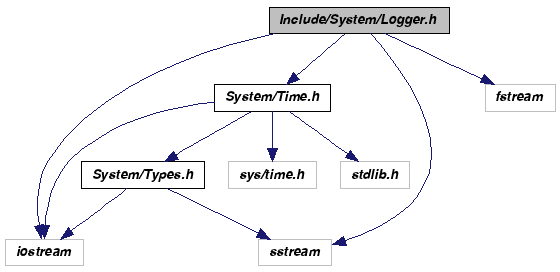 Include/System/Logger.h
System/Time.h
fstream
System/Types.h
sys/time.h
stdlib.h
iostream
sstream